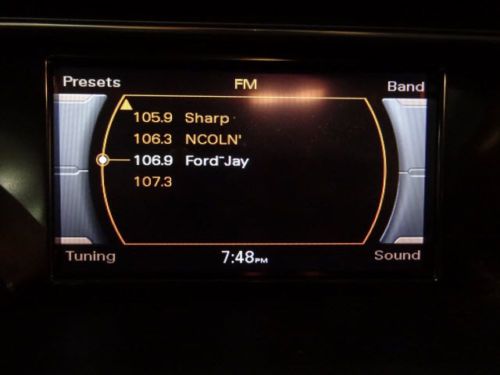 Presets FM Band
105.9 Sharp
106.3 NCOLN'
106.9 Ford¨Jay
107.3
Tuning 7:48PM Sound